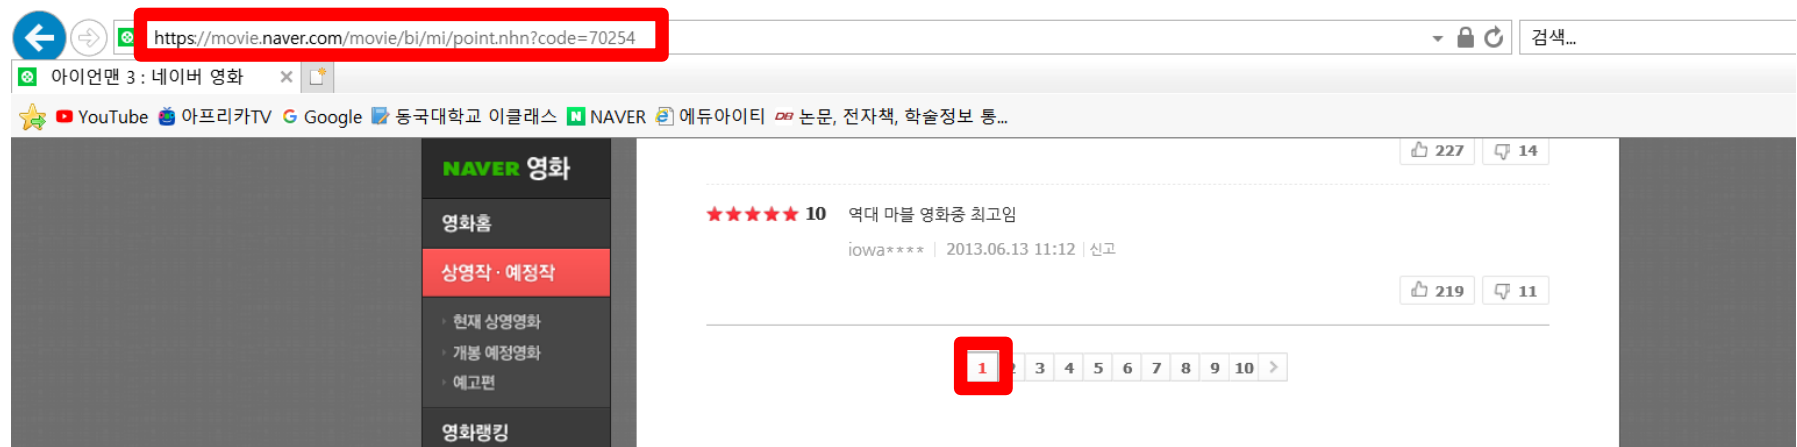 https://movie.naver.com/movie/bi/mi/point.nhn?code=70254
검색...
아이언맨 3 : 네이버 영화
YouTube 아프리카TV G Google 동국대학교 이클래스 N NAVER 에듀아이티 DB 논문, 전자책, 학술정보 통...
NAVER 영화
영화홈
상영작 · 예정작
현재 상영영화
개봉 예정영화
예고편
영화랭킹
227 14
★★★★★ 10 역대 마블 영화중 최고임
iowa**** | 2013.06.13 11:12 | 신고
219 11
1 2 3 4 5 6 7 8 9 10 >